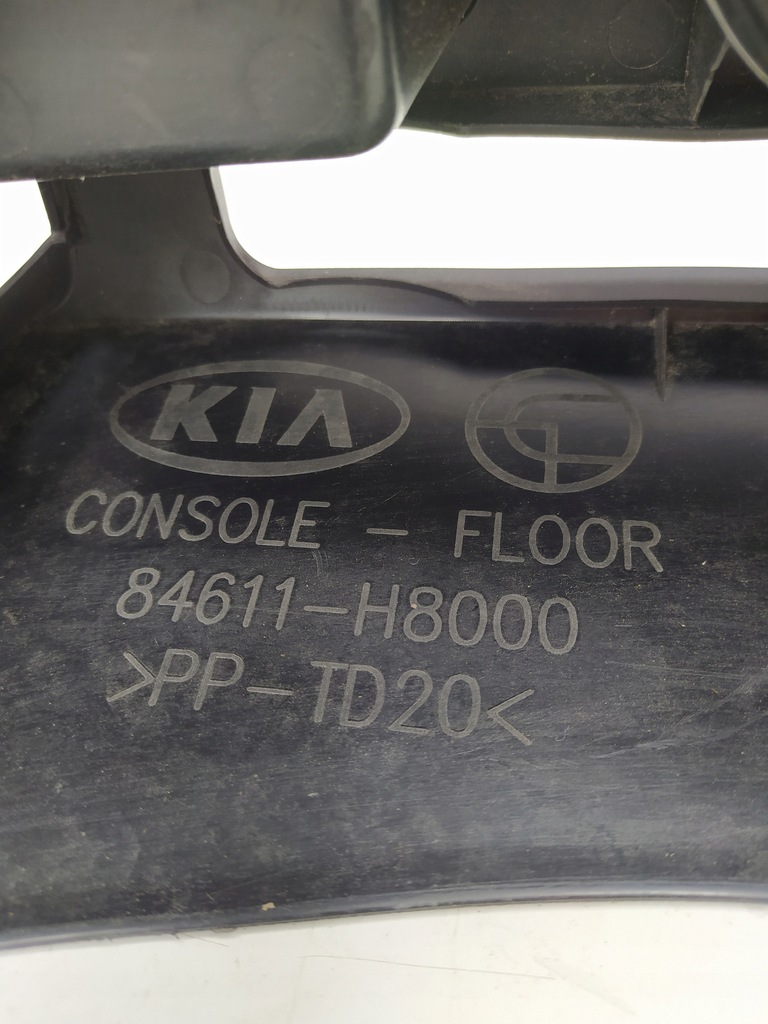 KIA
CONSOLE - FLOOR
84611-H8000
>PP-TD20<